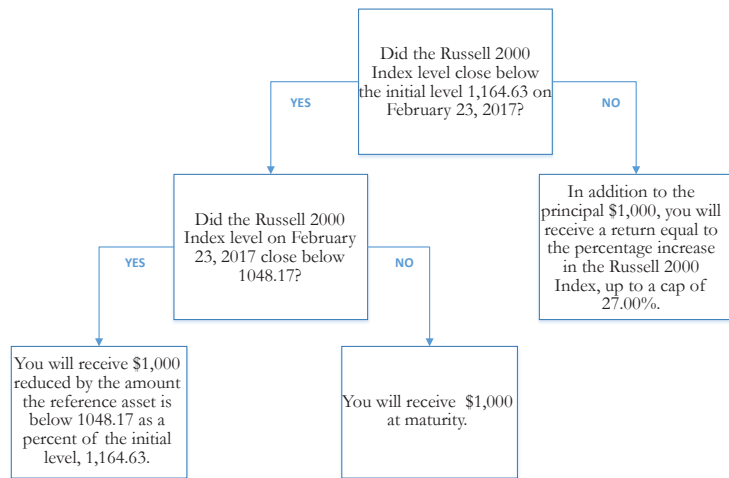 Did the Russell 2000
Index level close below
the initial level 1,164.63 on
February 23, 2017?
YES
NO
Did the Russell 2000
Index level on February
23, 2017 close below
1048.17?
In addition to the
principal $1,000, you will
receive a return equal to
the percentage increase
in the Russell 2000
Index, up to a cap of
27.00%.
YES
NO
You will receive $1,000
reduced by the amount
the reference asset is
below 1048.17 as a
percent of the initial
level, 1,164.63.
You will receive $1,000
at maturity.